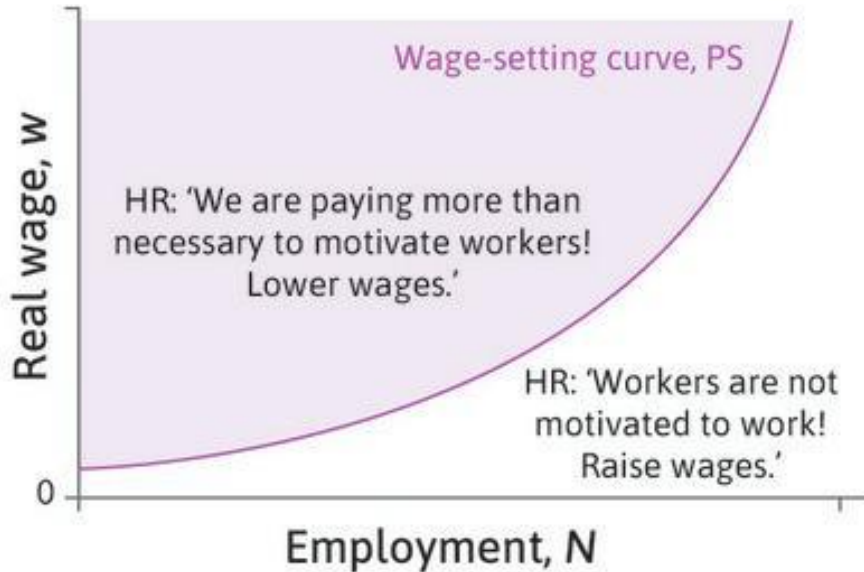 Wage-setting curve, PS
Real wage, w
HR: ‘We are paying more than
necessary to motivate workers!
Lower wages.’
HR: ‘Workers are not
motivated to work!
Raise wages.’
0
Employment, N